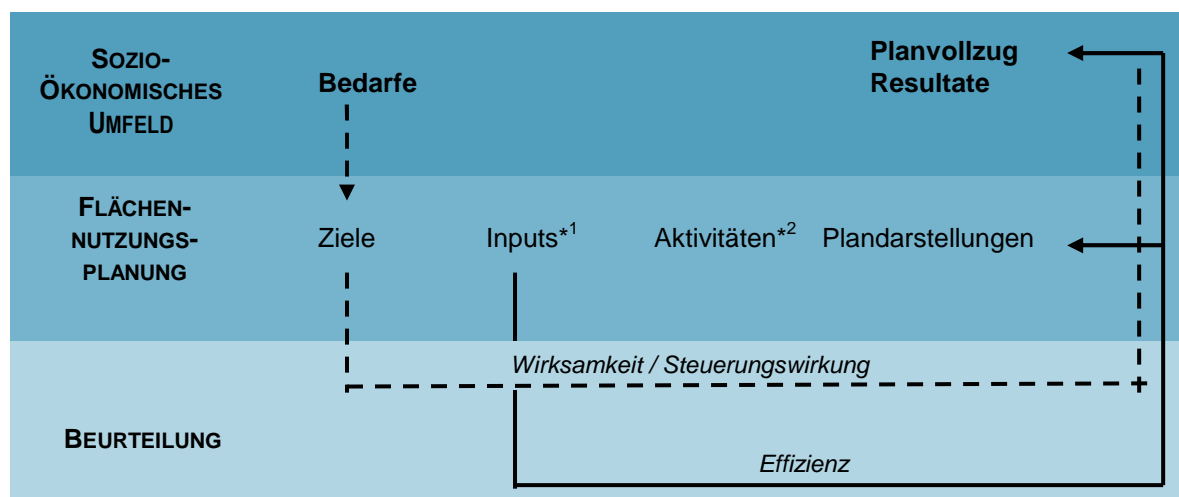 SOZIO-
ÖKONOMISCHES
UMFELD
Bedarfe
Planvollzug
Resultate
FLÄCHEN-
NUTZUNGS-
PLANUNG
Ziele Inputs*1 Aktivitäten*2 Plandarstellungen
Wirksamkeit / Steuerungswirkung
BEURTEILUNG
Effizienz